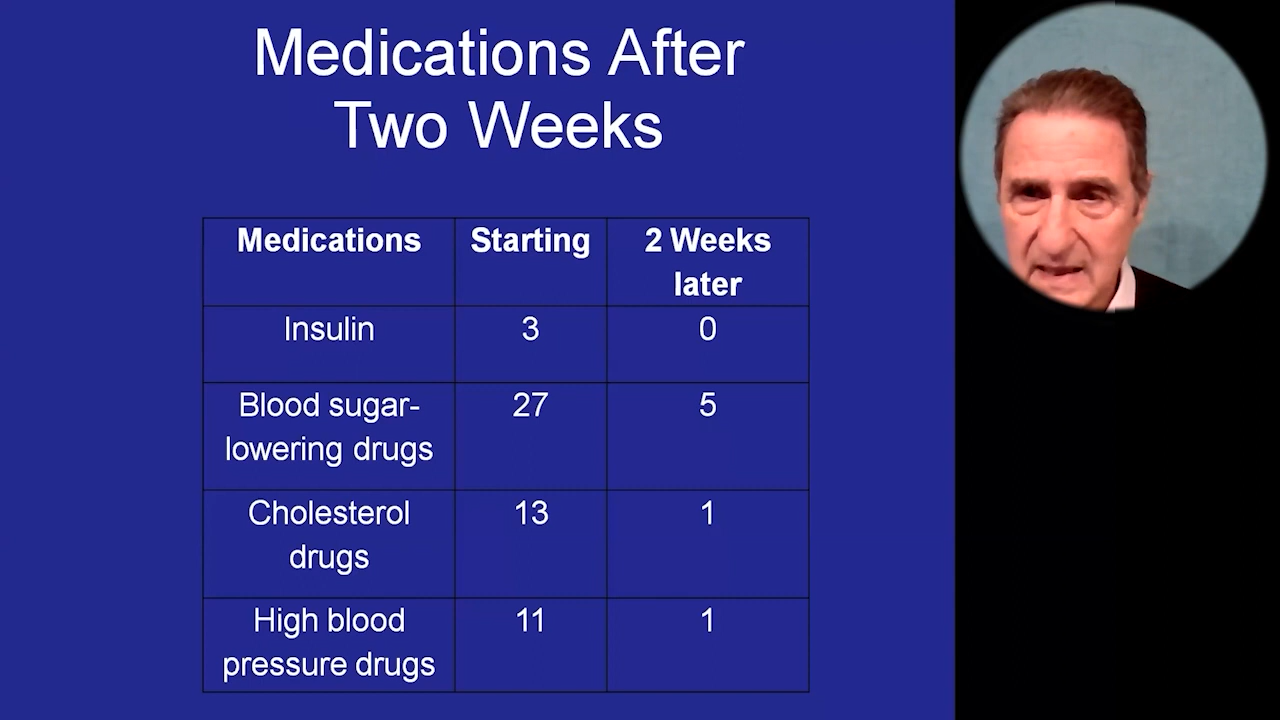 Medications After
Two Weeks
Medications Starting 2 Weeks later
Insulin 3 0
Blood sugar-lowering drugs 27 5
Cholesterol drugs 13 1
High blood pressure drugs 11 1